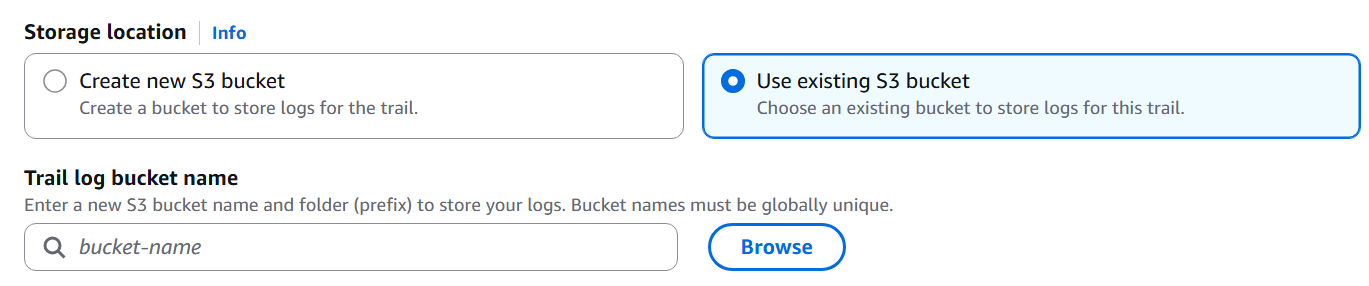 Storage location Info
Create new S3 bucket
Create a bucket to store logs for the trail.
Use existing S3 bucket
Choose an existing bucket to store logs for this trail.
Trail log bucket name
Enter a new S3 bucket name and folder (prefix) to store your logs. Bucket names must be globally unique.
bucket-name
Browse